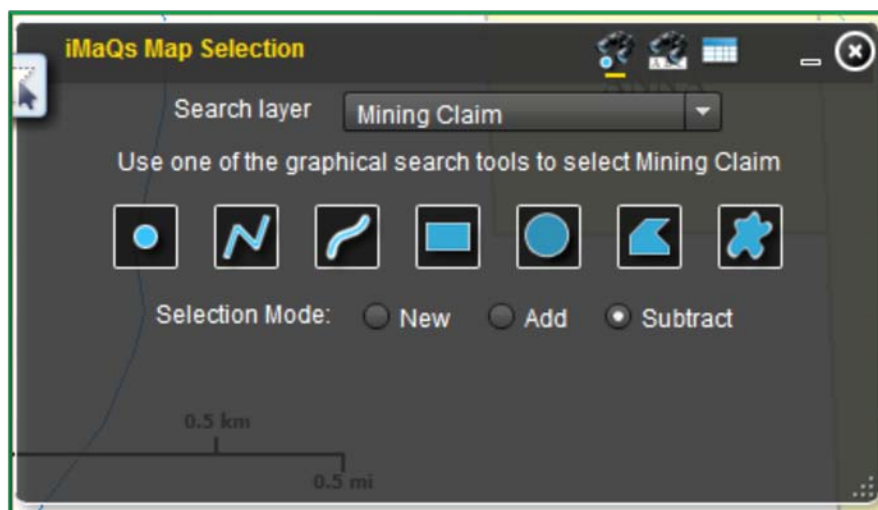 iMaQs Map Selection
Search layer Mining Claim
Use one of the graphical search tools to select Mining Claim
Selection Mode: New Add Subtract
0.5 km
0.5 mi